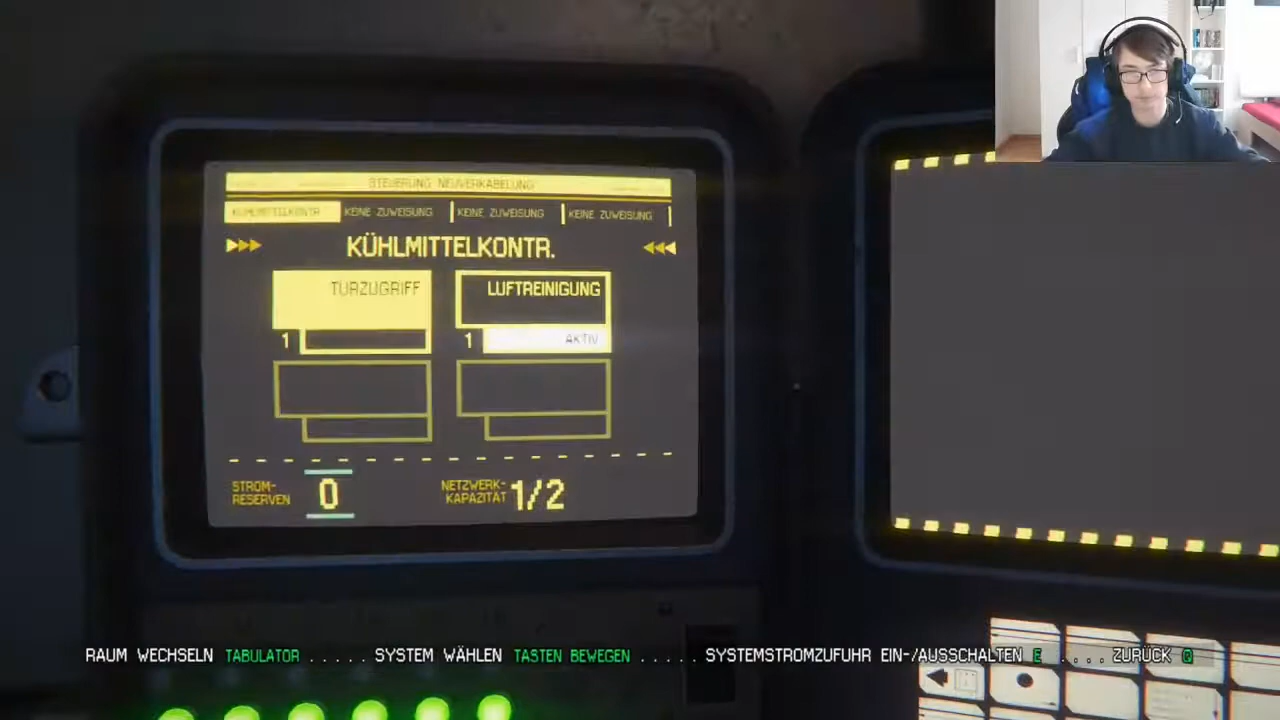 STEUERUNG NEUVERKABELUNG
KÜHLMITTELKONTR. KEINE ZUWEISUNG KEINE ZUWEISUNG KEINE ZUWEISUNG
KÜHLMITTELKONTR.
TÜRZUGRIFF LUFTREINIGUNG
1 1 AKTIV
STROM-
RESERVEN
0
NETZWERK-
KAPAZITÄT
1/2
RAUM WECHSELN TABULATOR ..... SYSTEM WÄHLEN TASTEN BEWEGEN ..... SYSTEMSTROMZUFUHR EIN-/AUSSCHALTEN E ..... ZURÜCK Q